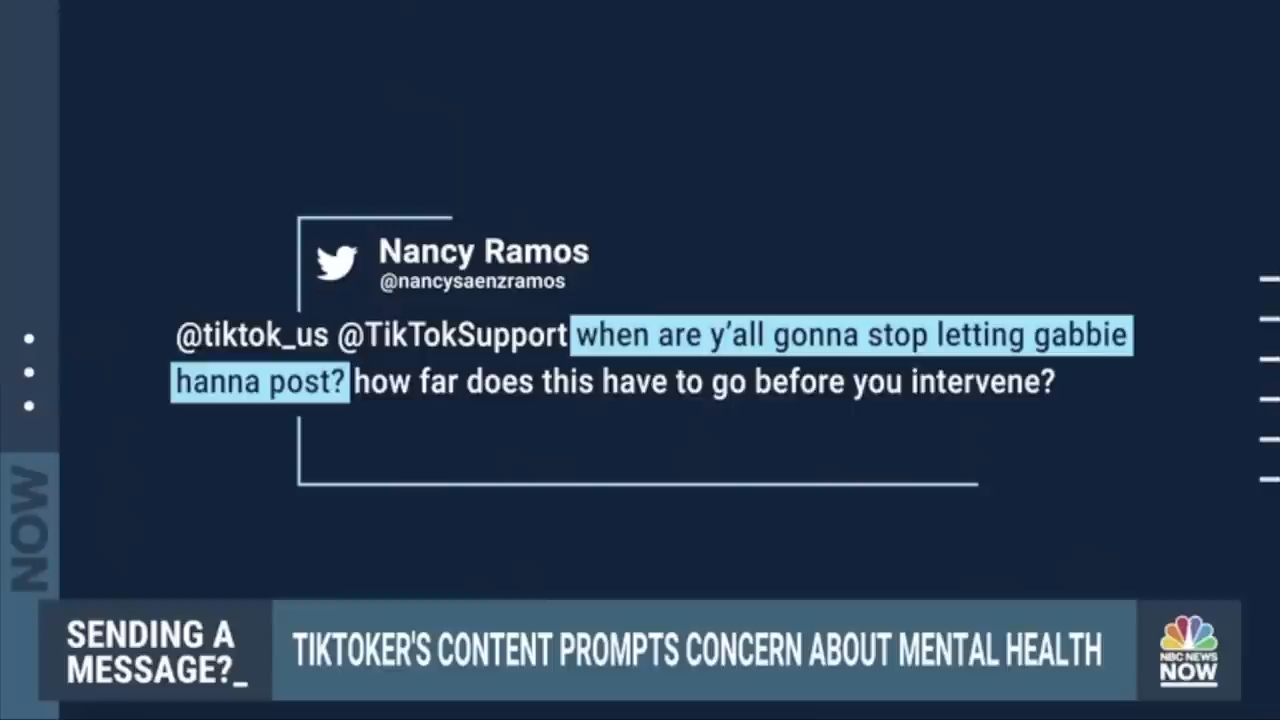 Nancy Ramos
@nancysaenzramos
@tiktok_us @TikTokSupport when are y'all gonna stop letting gabbie
hanna post? how far does this have to go before you intervene?
NOW
SENDING A
MESSAGE?_
TIKTOKER'S CONTENT PROMPTS CONCERN ABOUT MENTAL HEALTH
NBC NEWS
NOW